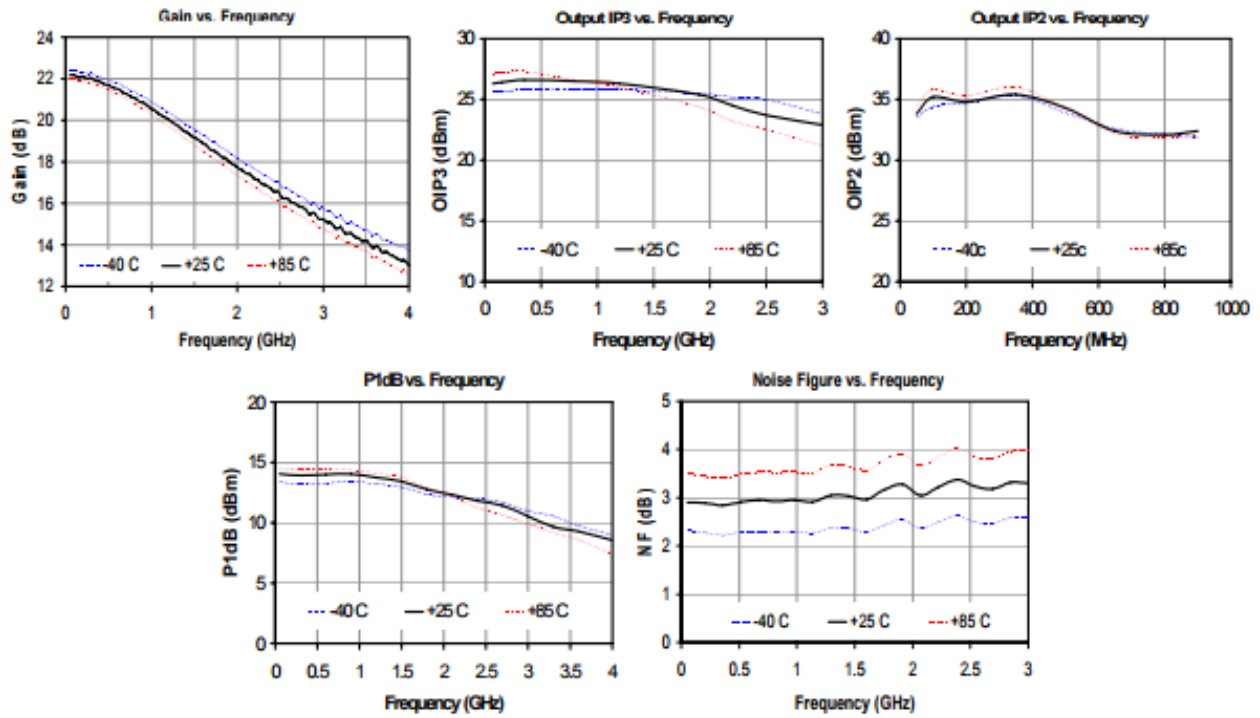 Gain vs. Frequency
24
22
20
18
16
14
12
Gain (dB)
-40 C +25 C +85 C
0 1 2 3 4
Frequency (GHz)
Output IP3 vs. Frequency
30
25
20
15
10
OIP3 (dBm)
-40 C +25 C +85 C
0 0.5 1 1.5 2 2.5 3
Frequency (GHz)
Output IP2 vs. Frequency
40
35
30
25
20
OIP2 (dBm)
-40c +25c +85c
0 200 400 600 800 1000
Frequency (MHz)
P1dB vs. Frequency
20
15
10
5
0
P1dB (dBm)
-40 C +25 C +85 C
0 0.5 1 1.5 2 2.5 3 3.5 4
Frequency (GHz)
Noise Figure vs. Frequency
5
4
3
2
1
0
NF (dB)
-40 C +25 C +85 C
0 0.5 1 1.5 2 2.5 3
Frequency (GHz)